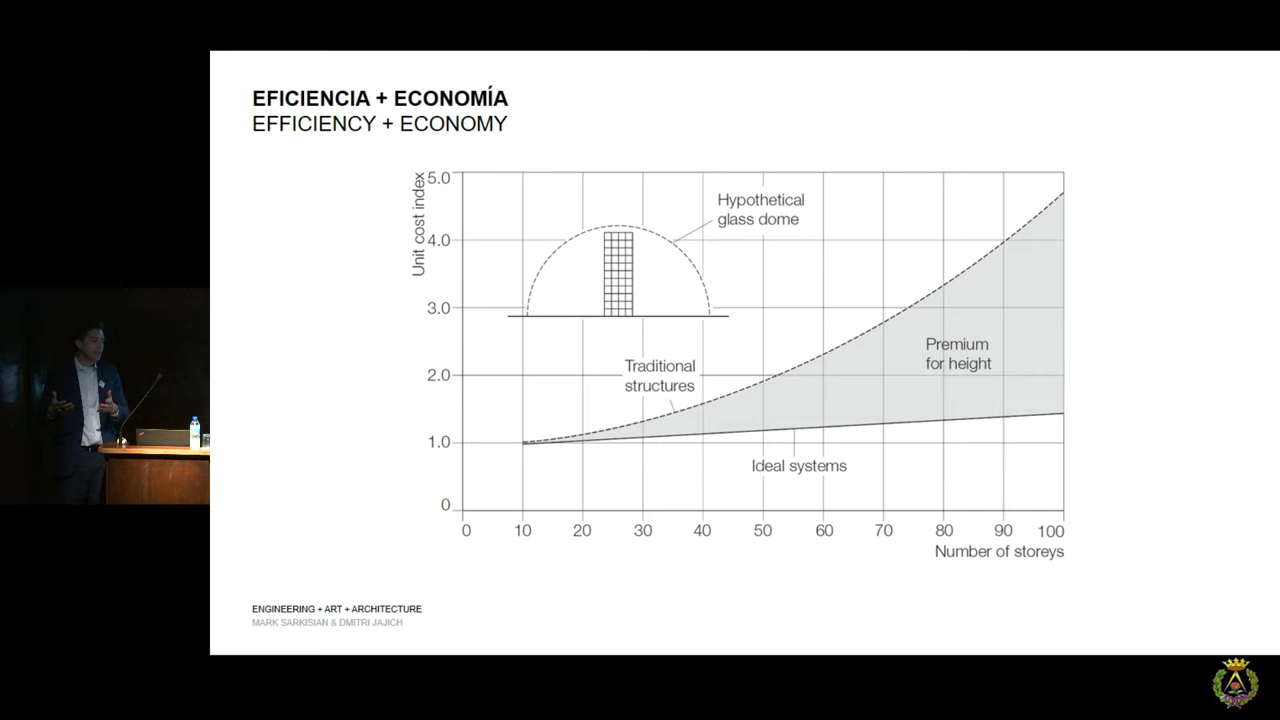 EFICIENCIA + ECONOMÍA
EFFICIENCY + ECONOMY
Unit cost index
5.0
4.0
3.0
2.0
1.0
0
Hypothetical
glass dome
Traditional
structures
Premium
for height
Ideal systems
0 10 20 30 40 50 60 70 80 90 100
Number of storeys
ENGINEERING + ART + ARCHITECTURE
MARK SARKISIAN & DMITRI JAJICH